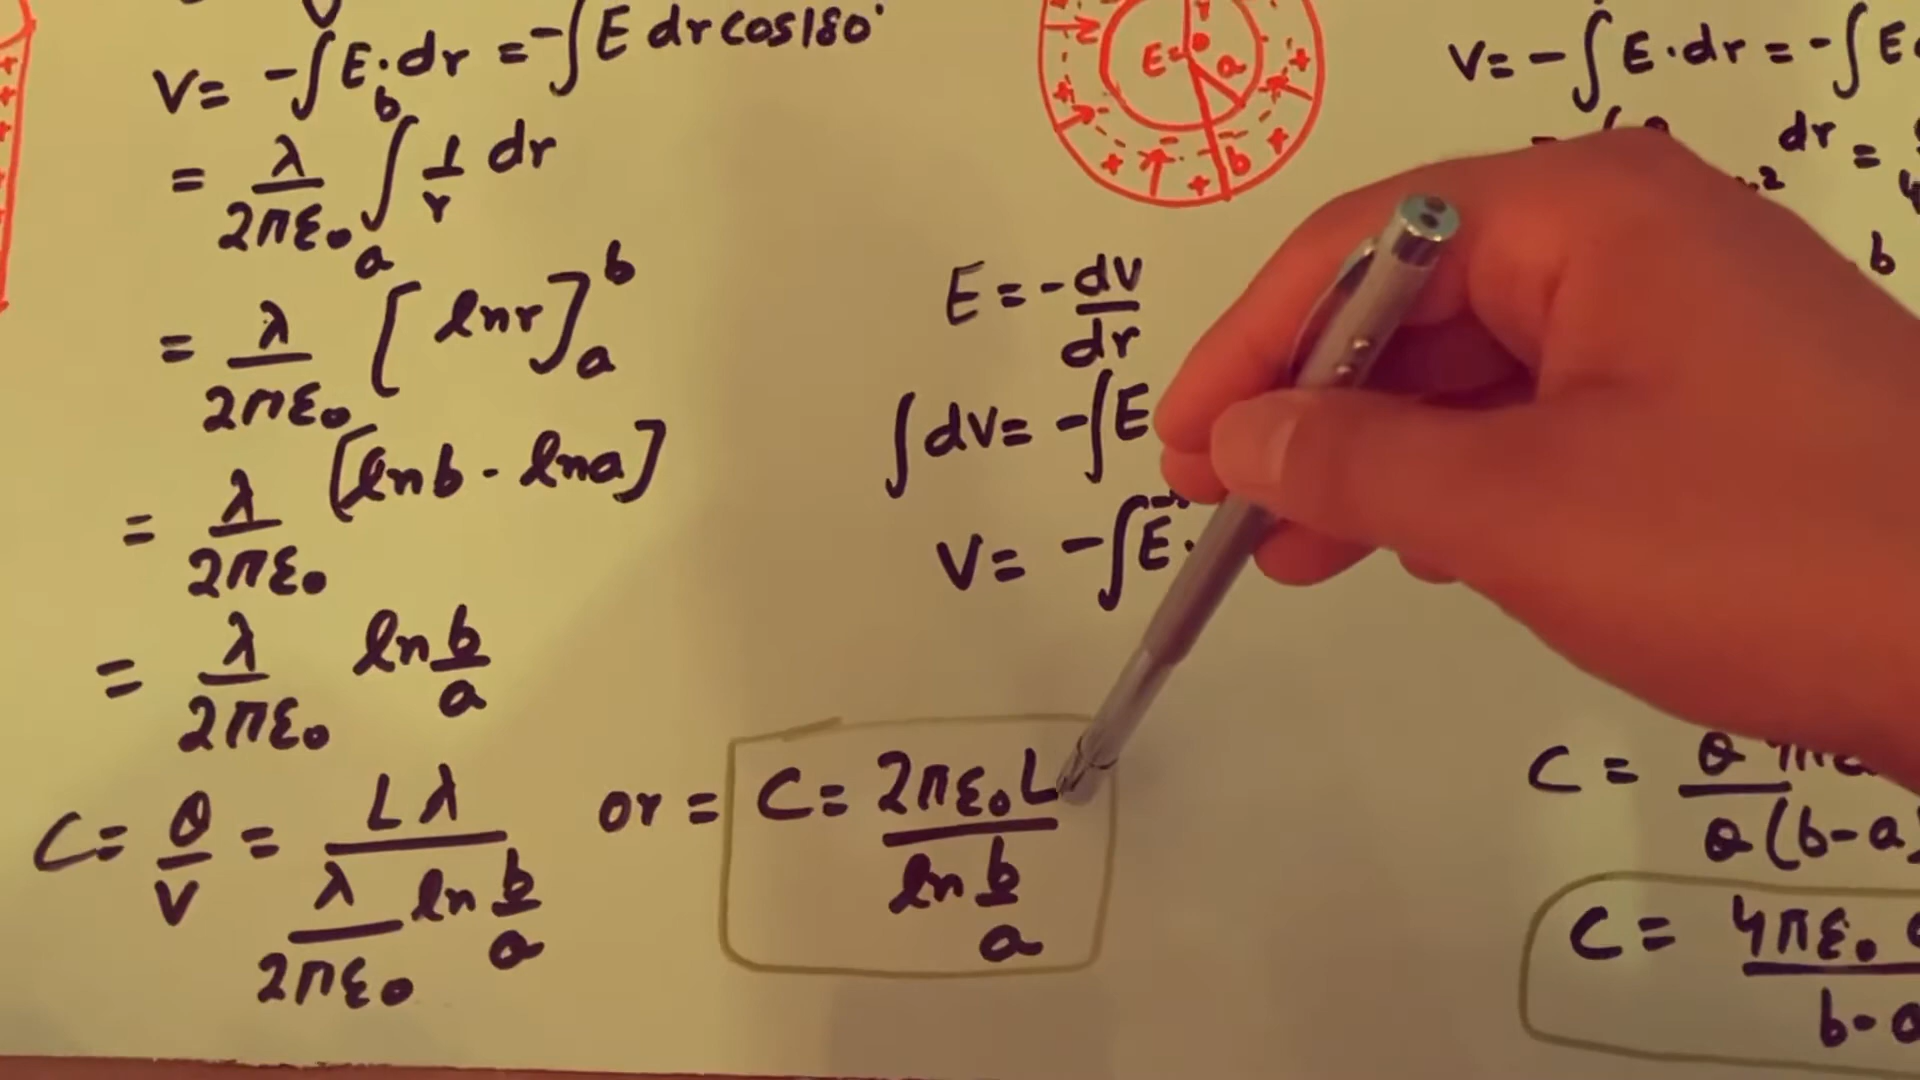 V = -∫E·dr = -∫E dr cos180°
= λ/2πε₀ ∫ₐᵇ 1/r dr
= λ/2πε₀ [ln r]ₐᵇ
= λ/2πε₀ [ln b - ln a]
= λ/2πε₀ ln b/a
C = Q/V = Lλ / (λ/2πε₀ ln b/a) or = C = 2πε₀L / ln b/a
E=
a
b
E = -dV/dr
∫dV = -∫E
V = -∫E·
V = -∫E·dr = -∫E
dr =
b
C = Q
Q(b-a)
C = 4πε₀
b-a